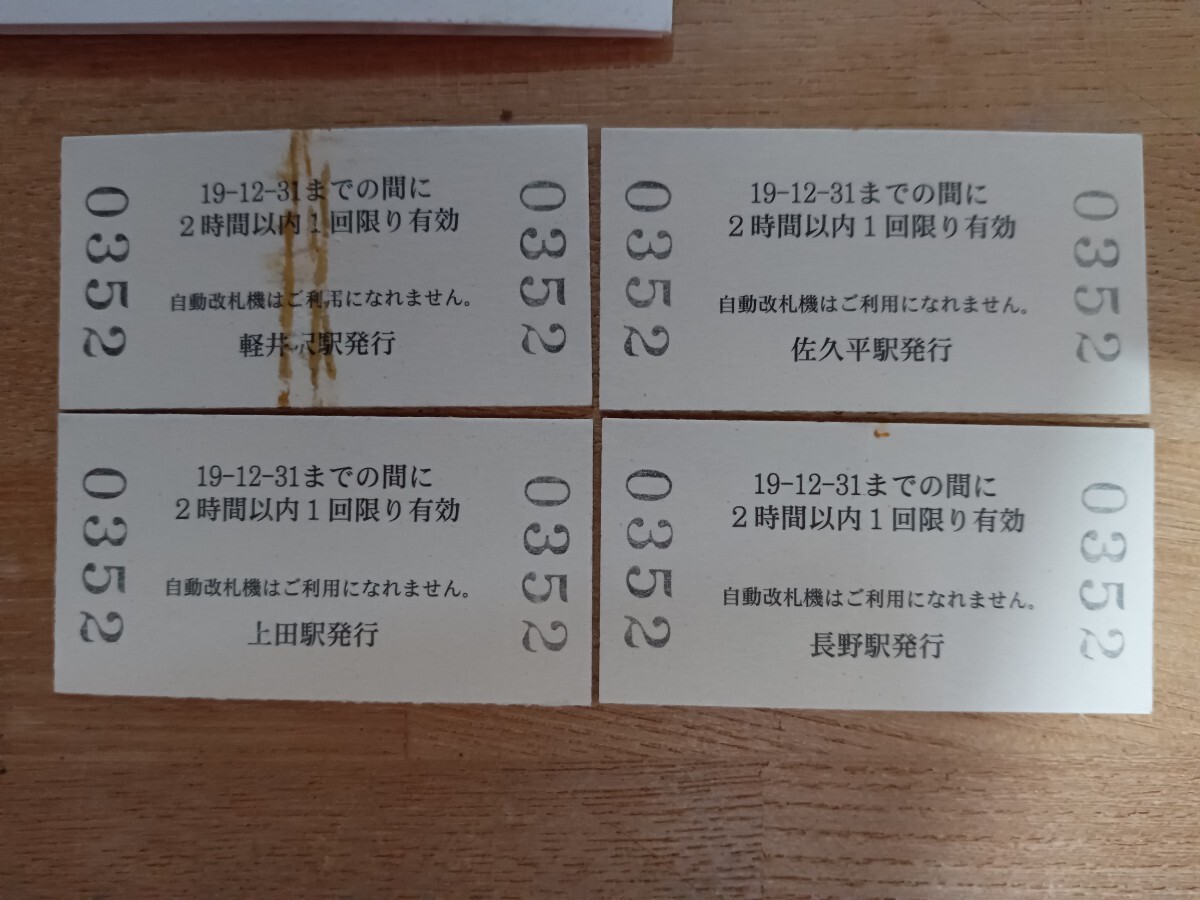 0352
19-12-31までの間に
2時間以内1回限り有効
自動改札機はご利用になれません。
軽井沢駅発行
0352
0352
19-12-31までの間に
2時間以内1回限り有効
自動改札機はご利用になれません。
佐久平駅発行
0352
0352
19-12-31までの間に
2時間以内1回限り有効
自動改札機はご利用になれません。
上田駅発行
0352
0352
19-12-31までの間に
2時間以内1回限り有効
自動改札機はご利用になれません。
長野駅発行
0352